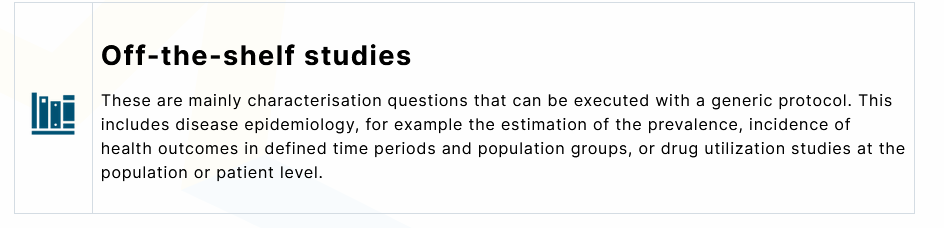 Off-the-shelf studies
These are mainly characterisation questions that can be executed with a generic protocol. This
includes disease epidemiology, for example the estimation of the prevalence, incidence of
health outcomes in defined time periods and population groups, or drug utilization studies at the
population or patient level.